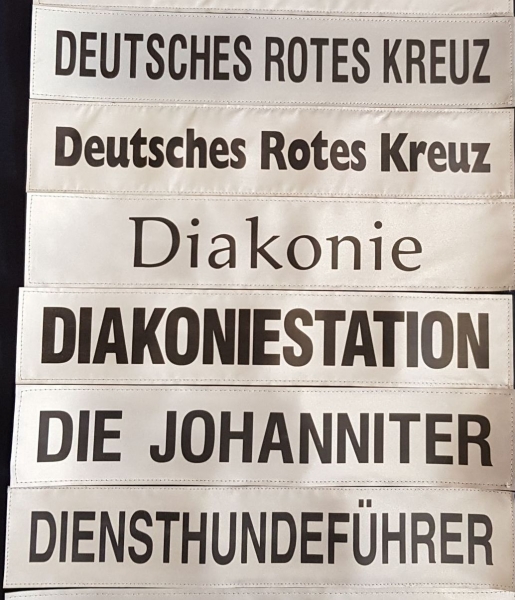 DEUTSCHES ROTES KREUZ
Deutsches Rotes Kreuz
Diakonie
DIAKONIESTATION
DIE JOHANNITER
DIENSTHUNDEFÜHRER